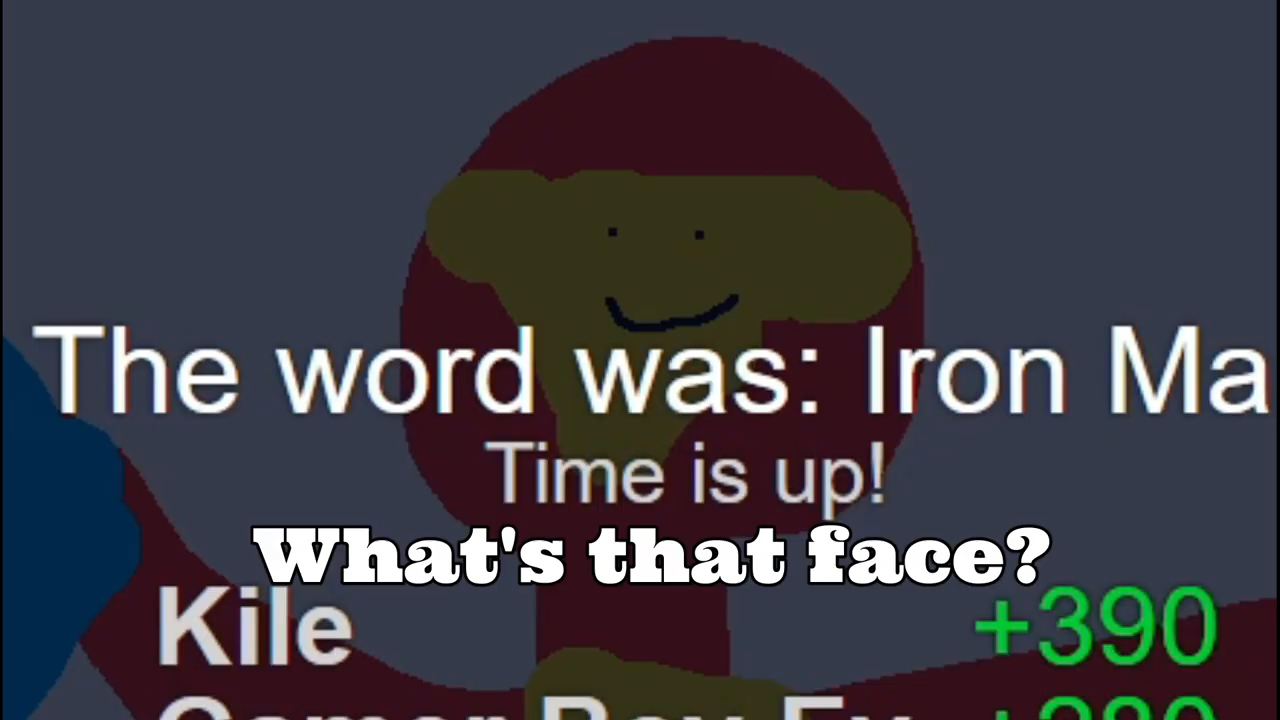 The word was: Iron Ma
Time is up!
What's that face?
Kile +390